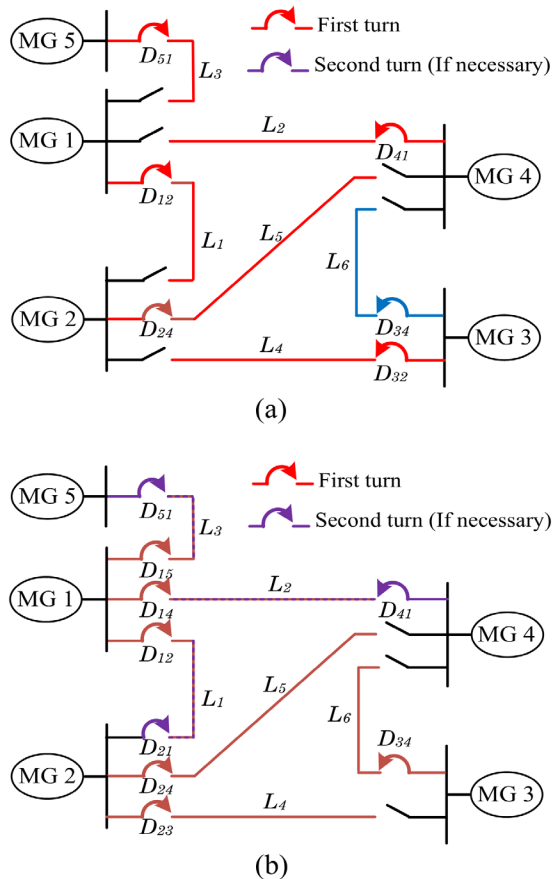 MG 5
D51
L3
First turn
Second turn (If necessary)
MG 1
L2
D41
D12
MG 4
L1
L5
L6
MG 2
D24
D34
MG 3
L4
D32
(a)
First turn
MG 5
D51
Second turn (If necessary)
L3
D15
MG 1
L2
D14
D41
D12
MG 4
L1
L5
L6
D21
D34
MG 2
D24
MG 3
D23
L4
(b)